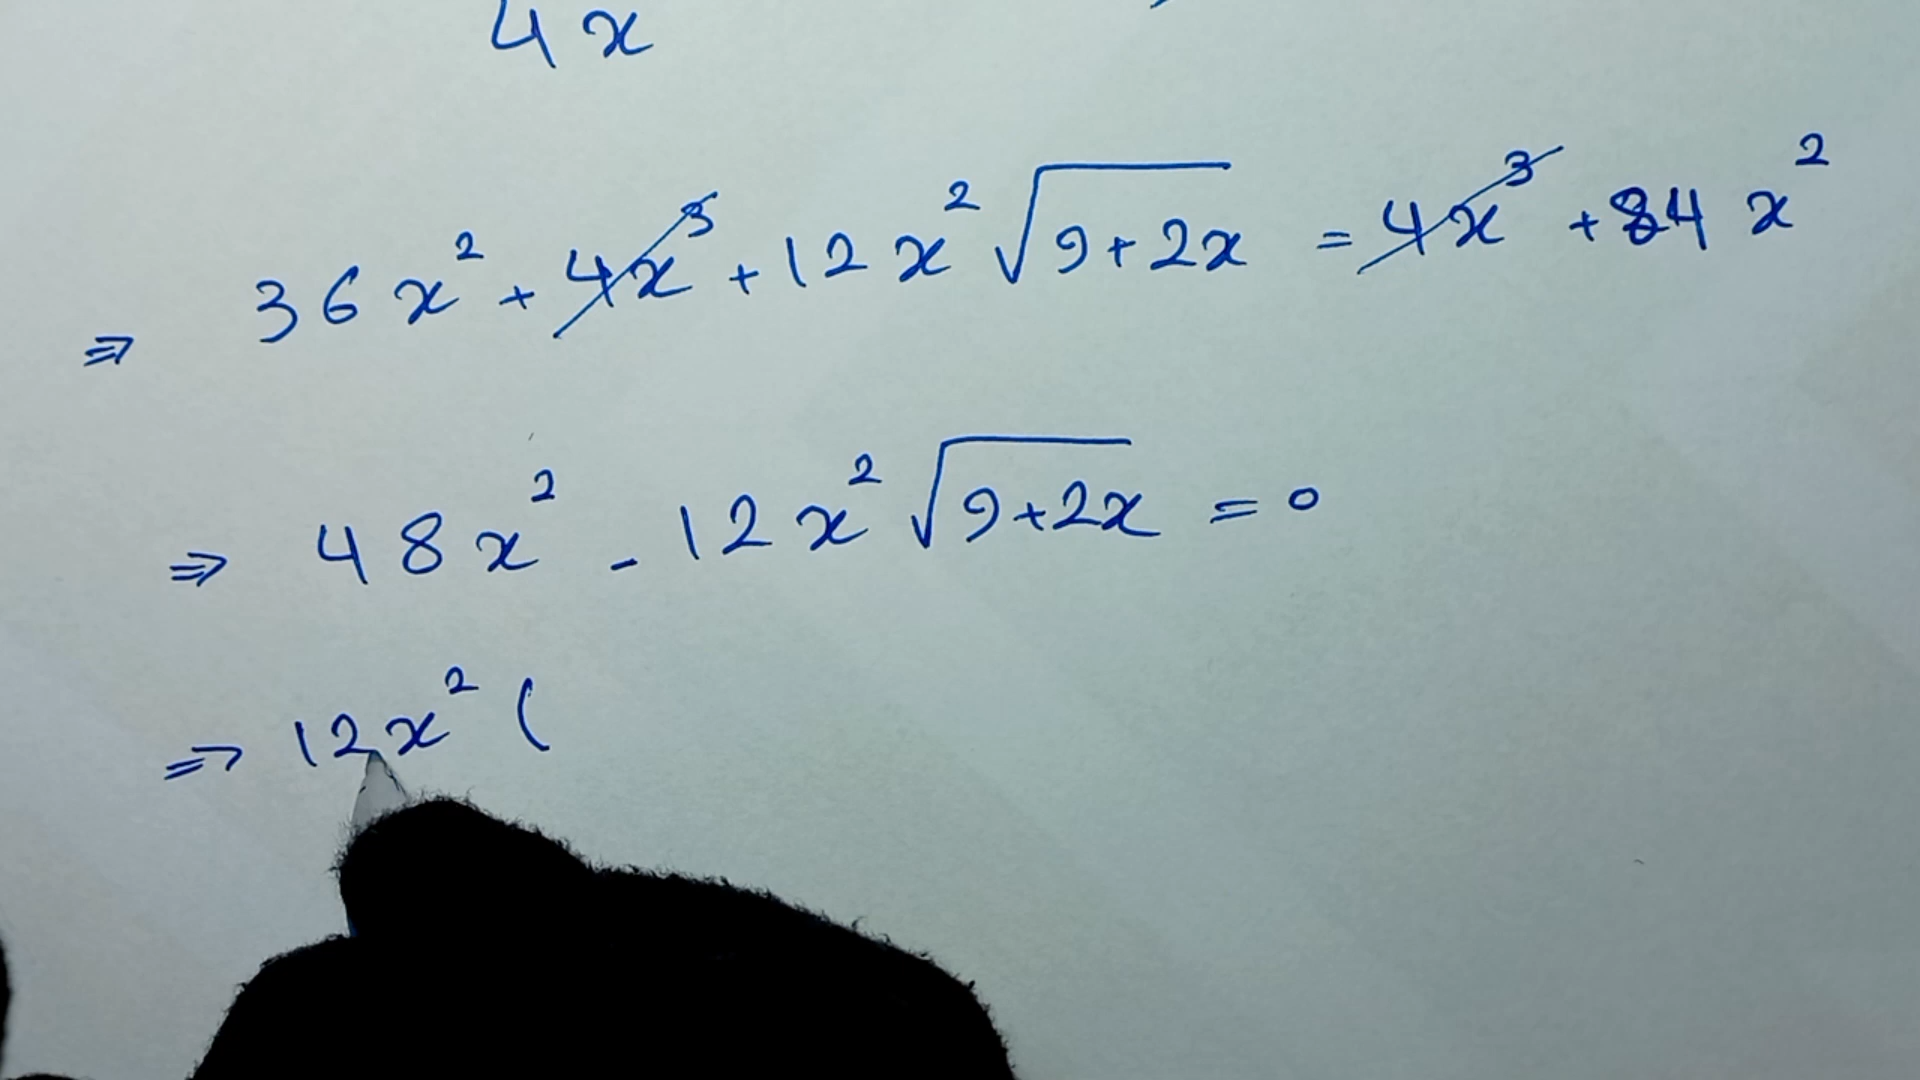 4x
⇒ 36x² + 4x³ + 12x²√(9+2x) = 4x³ + 84x²
⇒ 48x² - 12x²√(9+2x) = 0
⇒ 12x² (